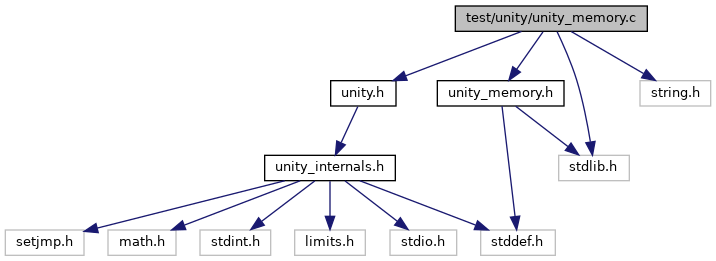 test/unity/unity_memory.c
unity.h
unity_memory.h
string.h
unity_internals.h
stdlib.h
setjmp.h
math.h
stdint.h
limits.h
stdio.h
stddef.h